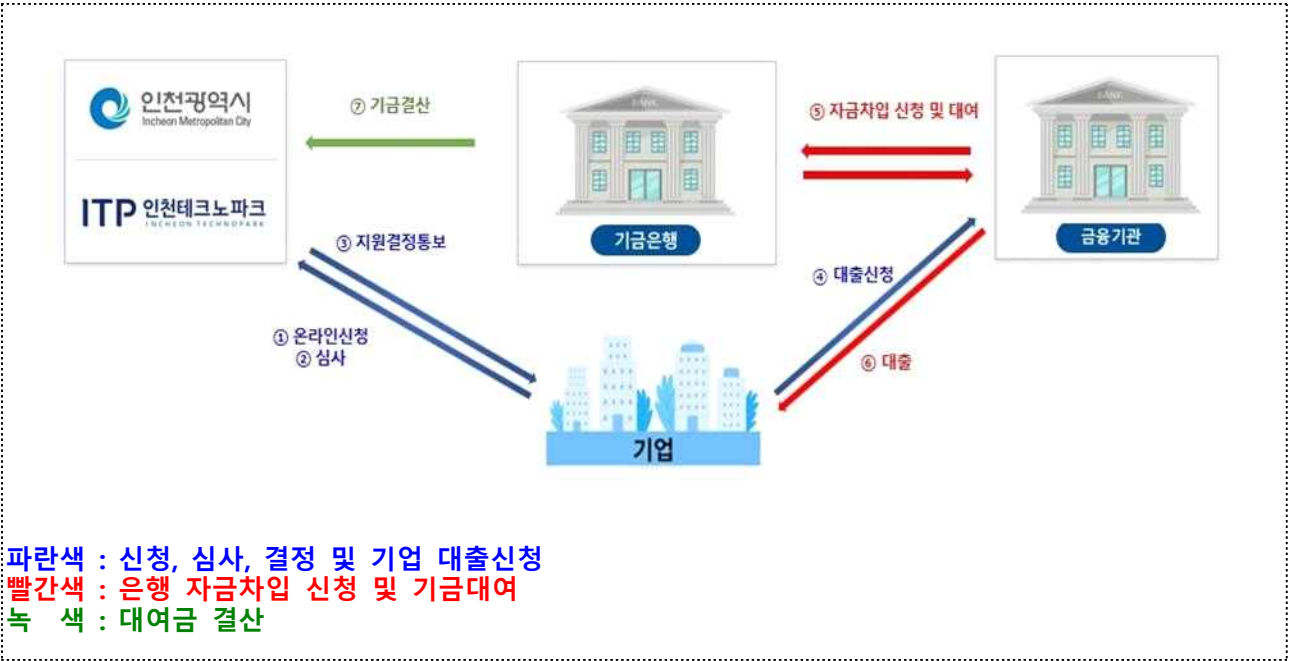 인천광역시
Incheon Metropolitan City
ITP 인천테크노파크
INCHEON TECHNOPARK
⑦ 기금결산
BANK
기금은행
⑤ 자금차입 신청 및 대여
BANK
금융기관
③ 지원결정통보
① 온라인신청
② 심사
④ 대출신청
⑥ 대출
기업
파란색 : 신청, 심사, 결정 및 기업 대출신청
빨간색 : 은행 자금차입 신청 및 기금대여
녹 색 : 대여금 결산